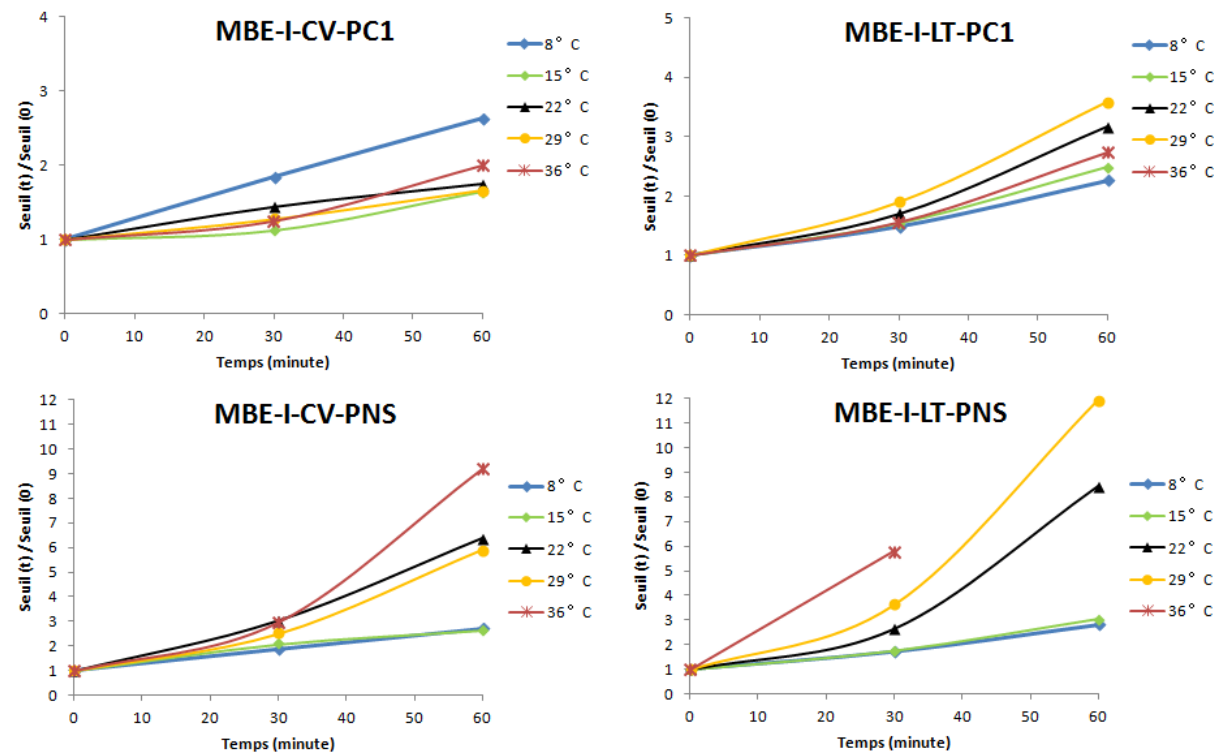 MBE-I-CV-PC1
4
3
2
1
0
Seuil (t) / Seuil (0)
0 10 20 30 40 50 60
Temps (minute)
8° C
15° C
22° C
29° C
36° C
MBE-I-LT-PC1
5
4
3
2
1
0
Seuil (t) / Seuil (0)
0 10 20 30 40 50 60
Temps (minute)
8° C
15° C
22° C
29° C
36° C
MBE-I-CV-PNS
12
11
10
9
8
7
6
5
4
3
2
1
0
Seuil (t) / Seuil (0)
0 10 20 30 40 50 60
Temps (minute)
8° C
15° C
22° C
29° C
36° C
MBE-I-LT-PNS
12
11
10
9
8
7
6
5
4
3
2
1
0
Seuil (t) / Seuil (0)
0 10 20 30 40 50 60
Temps (minute)
8° C
15° C
22° C
29° C
36° C